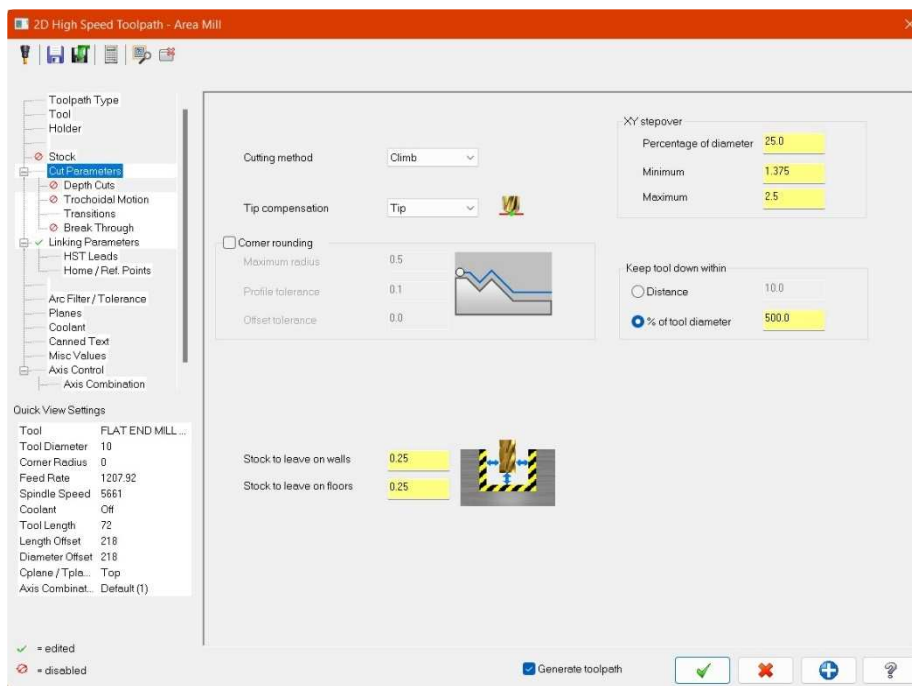 2D High Speed Toolpath - Area Mill
Toolpath Type
Tool
Holder
Stock
Cut Parameters
Depth Cuts
Trochoidal Motion
Transitions
Break Through
Linking Parameters
HST Leads
Home / Ref. Points
Arc Filter / Tolerance
Planes
Coolant
Canned Text
Misc Values
Axis Control
Axis Combination
Quick View Settings
Tool FLAT END MILL ...
Tool Diameter 10
Corner Radius 0
Feed Rate 1207.92
Spindle Speed 5661
Coolant Off
Tool Length 72
Length Offset 218
Diameter Offset 218
Cplane / Tpla... Top
Axis Combinat... Default (1)
= edited
= disabled
Cutting method Climb
Tip compensation Tip
Corner rounding
Maximum radius 0.5
Profile tolerance 0.1
Offset tolerance 0.0
Stock to leave on walls 0.25
Stock to leave on floors 0.25
XY stepover
Percentage of diameter 25.0
Minimum 1.375
Maximum 2.5
Keep tool down within
Distance 10.0
% of tool diameter 500.0
Generate toolpath